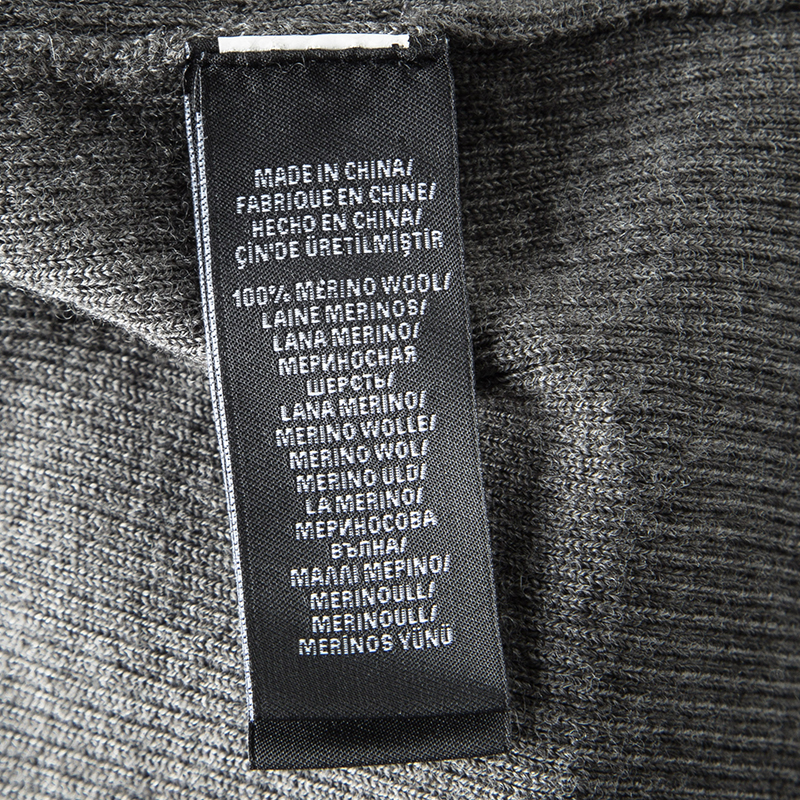 MADE IN CHINA/
FABRIQUE EN CHINE/
HECHO EN CHINA/
ÇİN'DE ÜRETİLMİŞTİR
100% MERINO WOOL/
LAINE MERINOS/
LANA MERINO/
МЕРИНОСНАЯ
ШЕРСТЬ/
LANA MERINO/
MERINO WOLLE/
MERINO WOL/
MERINO ULD/
LA MERINO/
МЕРИНОСОВА
ВЪЛНА/
ΜΑΛΛΙ ΜΕΡΙΝΟ/
MERINOULL/
MERINOULL/
MERİNOS YÜNÜ